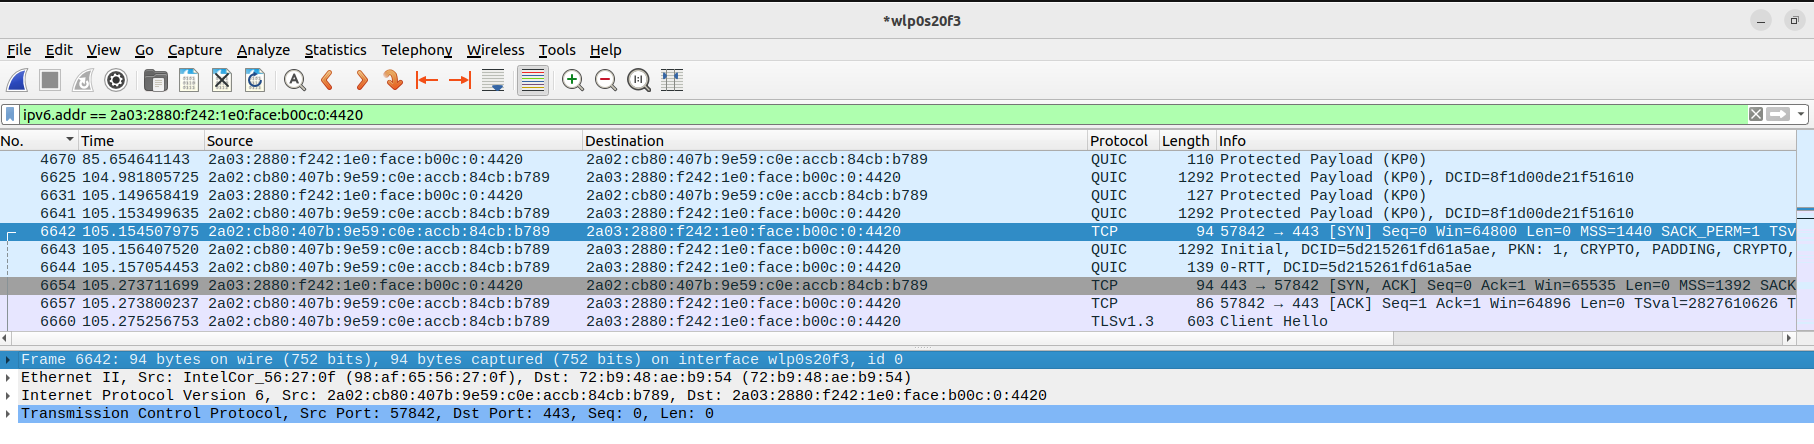 *wlp0s20f3
File Edit View Go Capture Analyze Statistics Telephony Wireless Tools Help
ipv6.addr == 2a03:2880:f242:1e0:face:b00c:0:4420
No. Time Source Destination Protocol Length Info
4670 85.654641143 2a03:2880:f242:1e0:face:b00c:0:4420 2a02:cb80:407b:9e59:c0e:accb:84cb:b789 QUIC 110 Protected Payload (KP0)
6625 104.981805725 2a02:cb80:407b:9e59:c0e:accb:84cb:b789 2a03:2880:f242:1e0:face:b00c:0:4420 QUIC 1292 Protected Payload (KP0), DCID=8f1d00de21f51610
6631 105.149658419 2a03:2880:f242:1e0:face:b00c:0:4420 2a02:cb80:407b:9e59:c0e:accb:84cb:b789 QUIC 127 Protected Payload (KP0)
6641 105.153499635 2a02:cb80:407b:9e59:c0e:accb:84cb:b789 2a03:2880:f242:1e0:face:b00c:0:4420 QUIC 1292 Protected Payload (KP0), DCID=8f1d00de21f51610
6642 105.154507975 2a02:cb80:407b:9e59:c0e:accb:84cb:b789 2a03:2880:f242:1e0:face:b00c:0:4420 TCP 94 57842 → 443 [SYN] Seq=0 Win=64800 Len=0 MSS=1440 SACK_PERM=1 TSv
6643 105.156407520 2a02:cb80:407b:9e59:c0e:accb:84cb:b789 2a03:2880:f242:1e0:face:b00c:0:4420 QUIC 1292 Initial, DCID=5d215261fd61a5ae, PKN: 1, CRYPTO, PADDING, CRYPTO,
6644 105.157054453 2a02:cb80:407b:9e59:c0e:accb:84cb:b789 2a03:2880:f242:1e0:face:b00c:0:4420 QUIC 139 0-RTT, DCID=5d215261fd61a5ae
6654 105.273711699 2a03:2880:f242:1e0:face:b00c:0:4420 2a02:cb80:407b:9e59:c0e:accb:84cb:b789 TCP 94 443 → 57842 [SYN, ACK] Seq=0 Ack=1 Win=65535 Len=0 MSS=1392 SACK
6657 105.273800237 2a02:cb80:407b:9e59:c0e:accb:84cb:b789 2a03:2880:f242:1e0:face:b00c:0:4420 TCP 86 57842 → 443 [ACK] Seq=1 Ack=1 Win=64896 Len=0 TSval=2827610626 T
6660 105.275256753 2a02:cb80:407b:9e59:c0e:accb:84cb:b789 2a03:2880:f242:1e0:face:b00c:0:4420 TLSv1.3 603 Client Hello
Frame 6642: 94 bytes on wire (752 bits), 94 bytes captured (752 bits) on interface wlp0s20f3, id 0
Ethernet II, Src: IntelCor_56:27:0f (98:af:65:56:27:0f), Dst: 72:b9:48:ae:b9:54 (72:b9:48:ae:b9:54)
Internet Protocol Version 6, Src: 2a02:cb80:407b:9e59:c0e:accb:84cb:b789, Dst: 2a03:2880:f242:1e0:face:b00c:0:4420
Transmission Control Protocol, Src Port: 57842, Dst Port: 443, Seq: 0, Len: 0